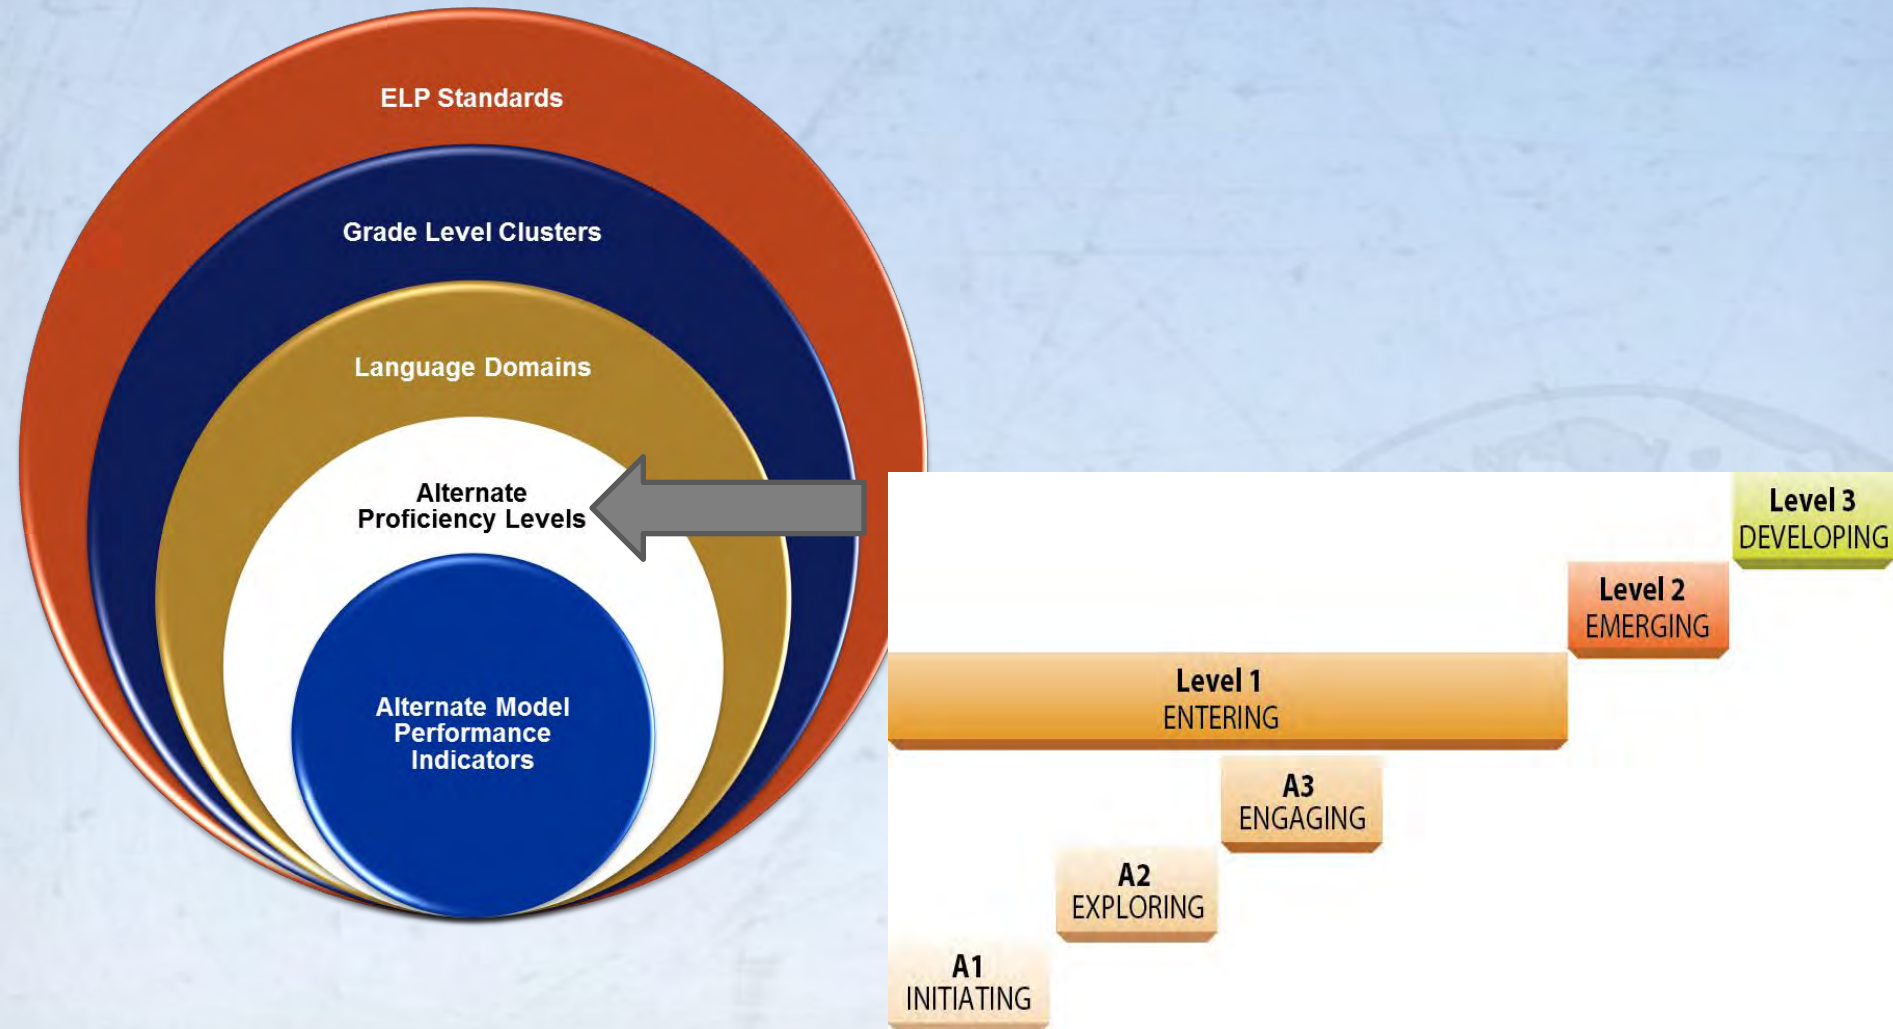 ELP Standards
Grade Level Clusters
Language Domains
Alternate
Proficiency Levels
Alternate Model
Performance
Indicators
Level 3
DEVELOPING
Level 2
EMERGING
Level 1
ENTERING
A3
ENGAGING
A2
EXPLORING
A1
INITIATING